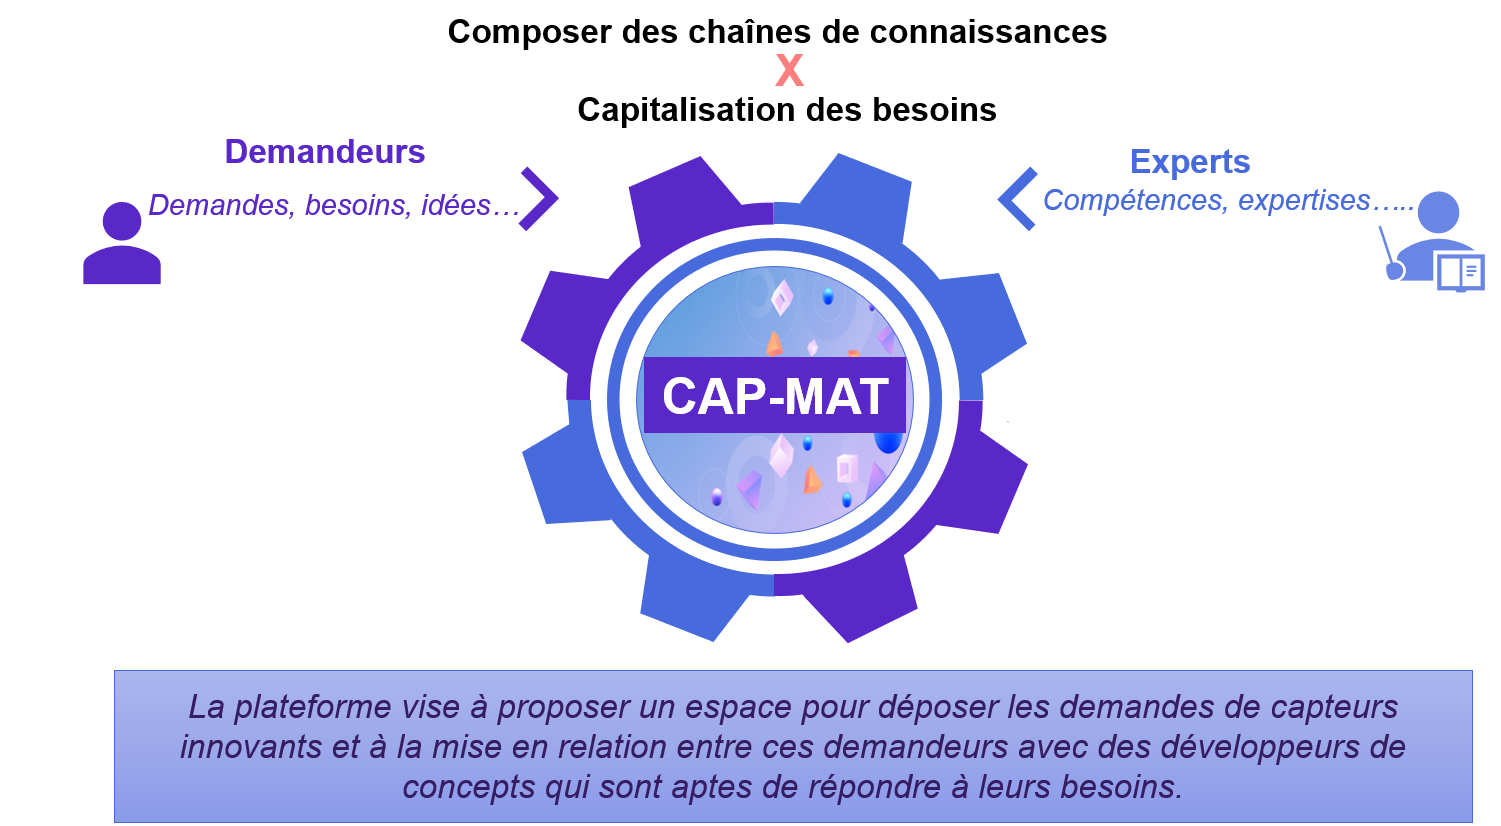 Composer des chaînes de connaissances
X
Capitalisation des besoins
Demandeurs
Demandes, besoins, idées…
Experts
Compétences, expertises…..
CAP-MAT
La plateforme vise à proposer un espace pour déposer les demandes de capteurs
innovants et à la mise en relation entre ces demandeurs avec des développeurs de
concepts qui sont aptes de répondre à leurs besoins.